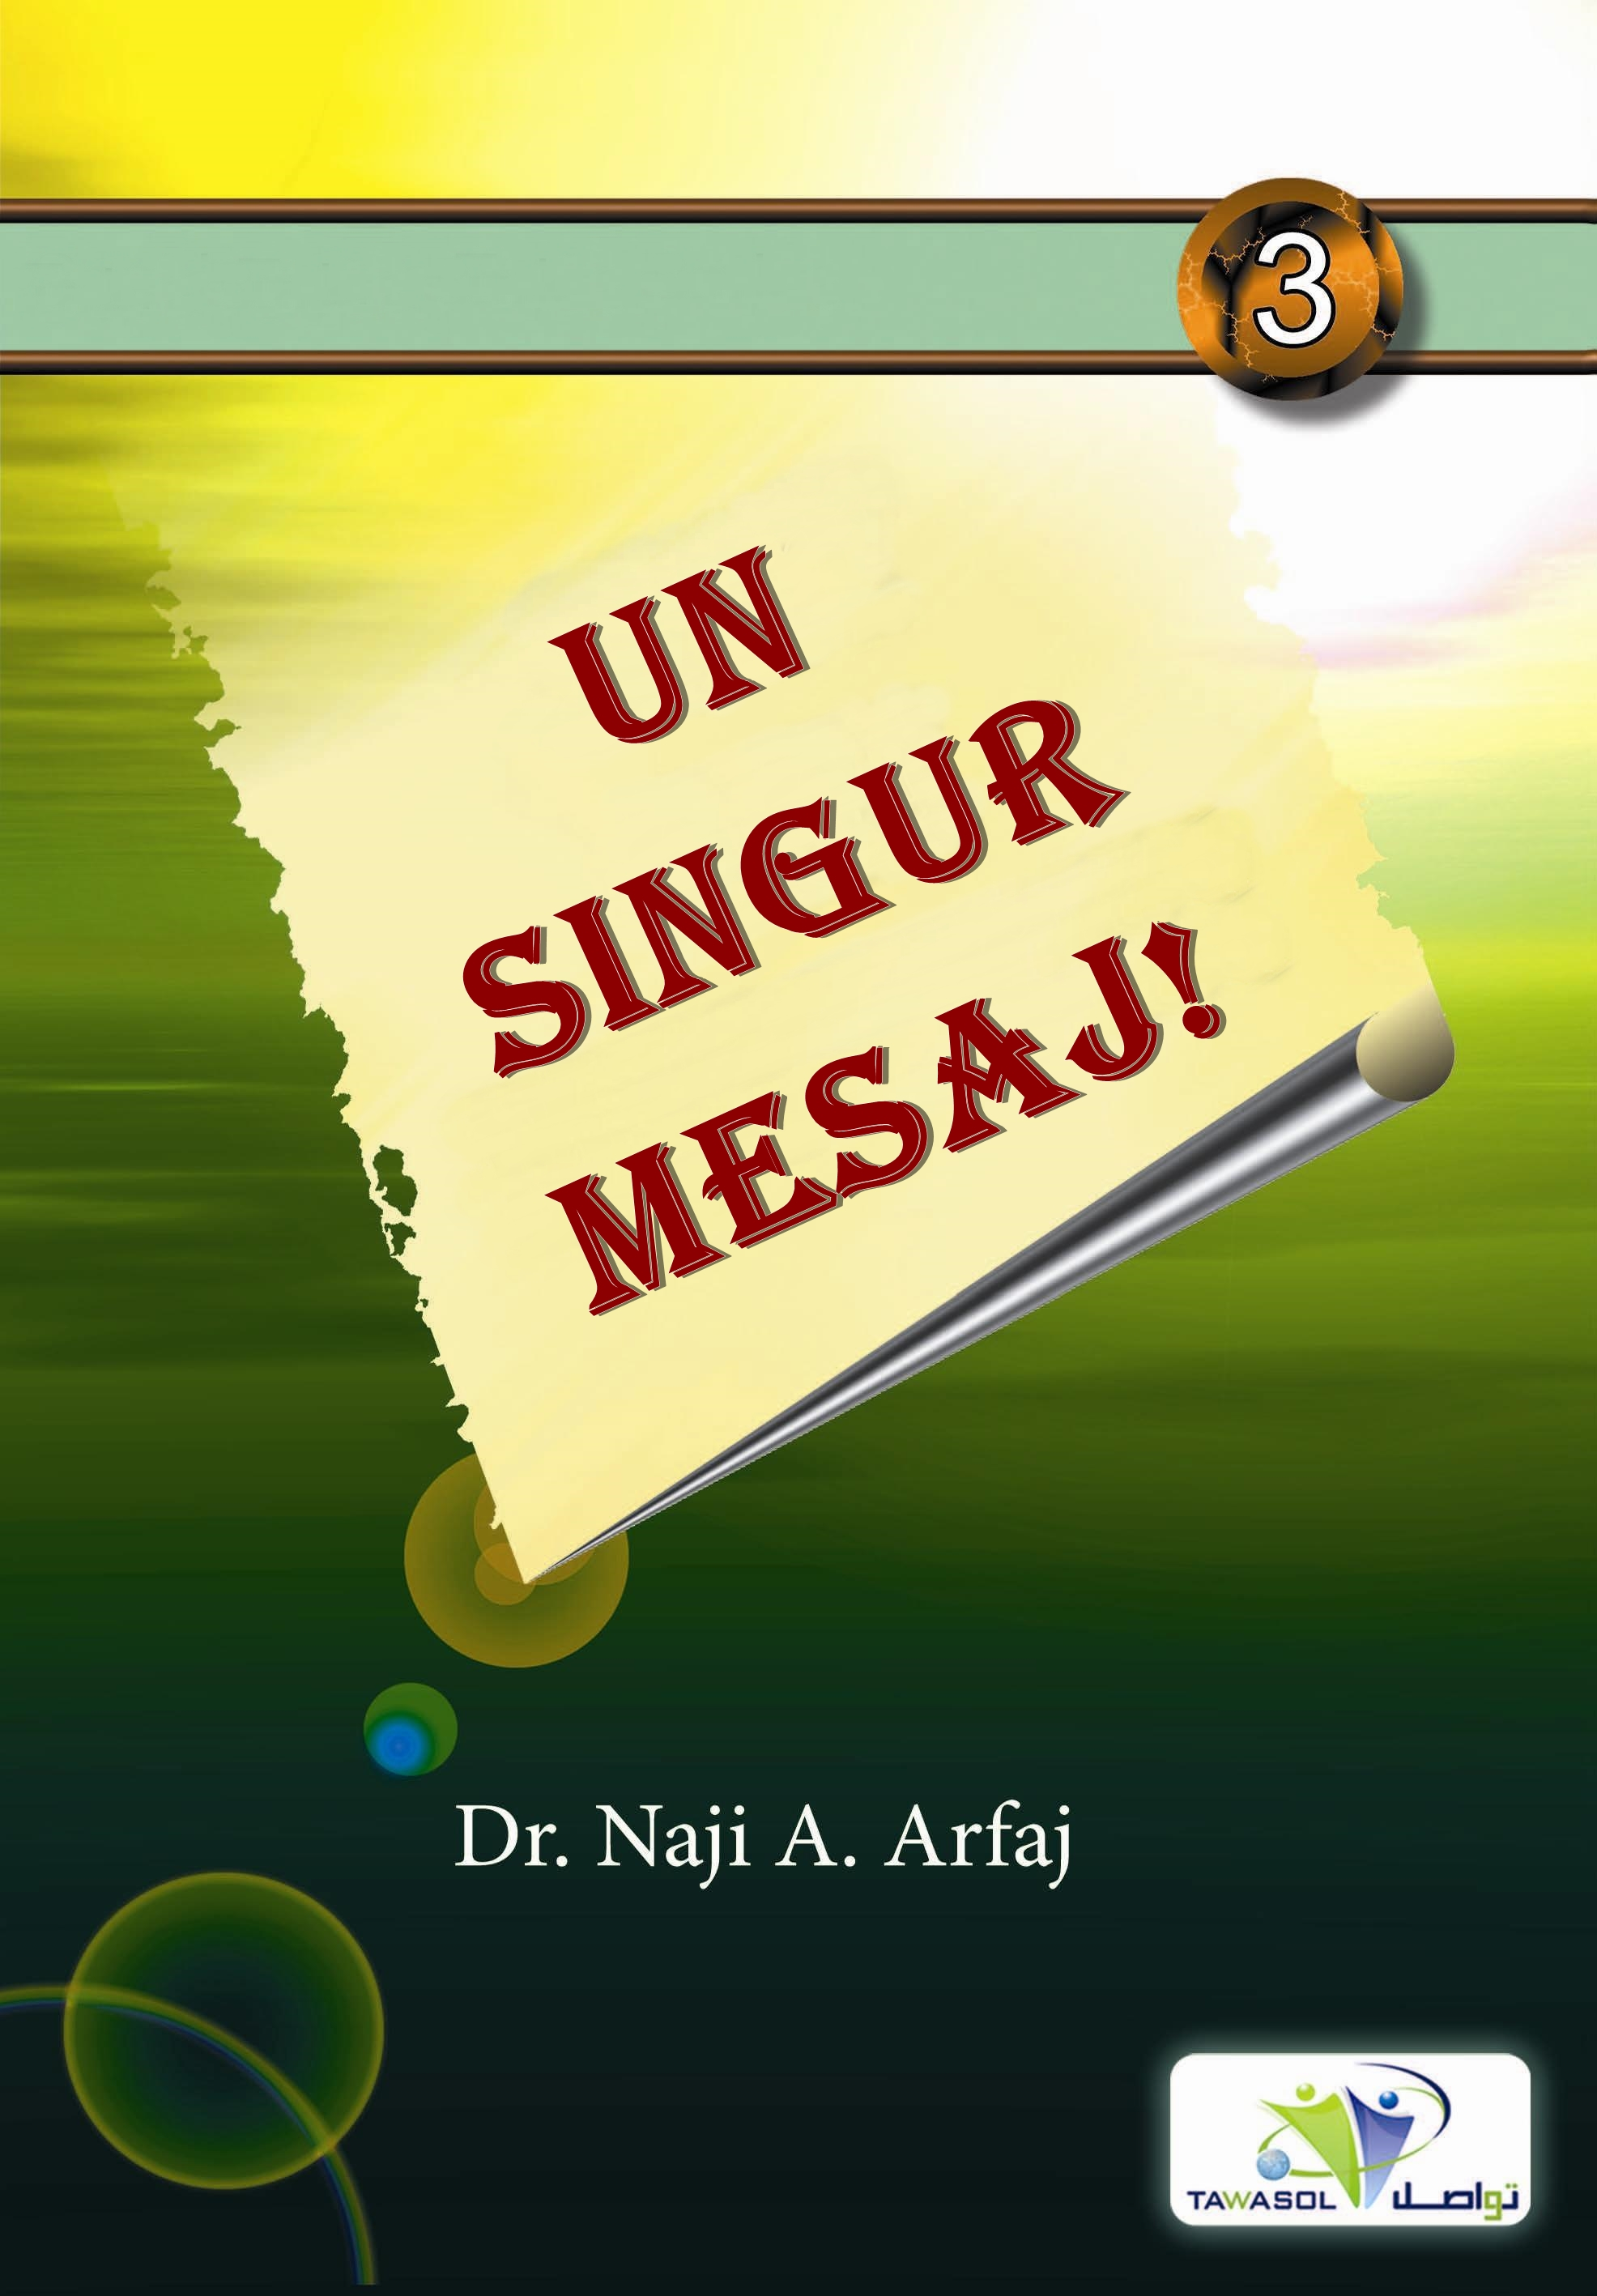 3
UN
SINGUR
MESAJ!
Dr. Naji A. Arfaj
TAWASOL تواصل